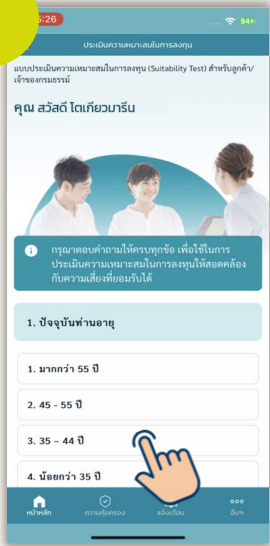 5:26
94
ประเมินความเหมาะสมในการลงทุน
แบบประเมินความเหมาะสมในการลงทุน (Suitability Test) สำหรับลูกค้า/
เจ้าของกรมธรรม์
คุณ สวัสดี โตเกียวมารีน
กรุณาตอบคำถามให้ครบทุกข้อ เพื่อใช้ในการ
ประเมินความเหมาะสมในการลงทุนให้สอดคล้อง
กับความเสี่ยงที่ยอมรับได้
1. ปัจจุบันท่านอายุ
1. มากกว่า 55 ปี
2. 45 - 55 ปี
3. 35 – 44 ปี
4. น้อยกว่า 35 ปี
หน้าหลัก
ความคุ้มครอง
แจ้งเตือน
อื่นๆ